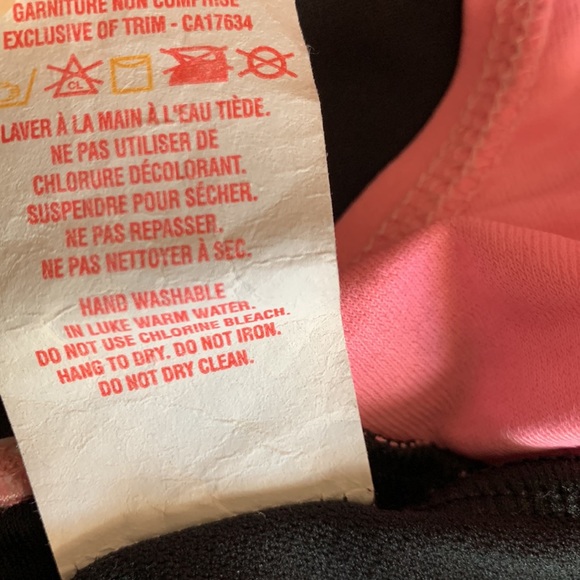 GARNITURE NON COMPRISE
EXCLUSIVE OF TRIM - CA17634
CL
LAVER À LA MAIN À L'EAU TIÈDE.
NE PAS UTILISER DE
CHLORURE DÉCOLORANT.
SUSPENDRE POUR SÉCHER.
NE PAS REPASSER.
NE PAS NETTOYER À SEC.
HAND WASHABLE
IN LUKE WARM WATER.
DO NOT USE CHLORINE BLEACH.
HANG TO DRY. DO NOT IRON.
DO NOT DRY CLEAN.